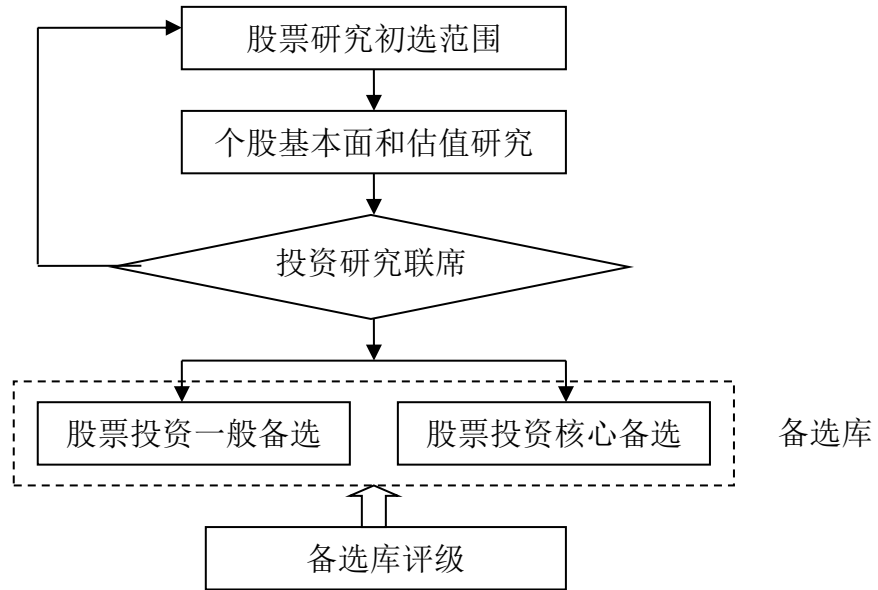 股票研究初选范围
个股基本面和估值研究
投资研究联席
股票投资一般备选
股票投资核心备选
备选库
备选库评级